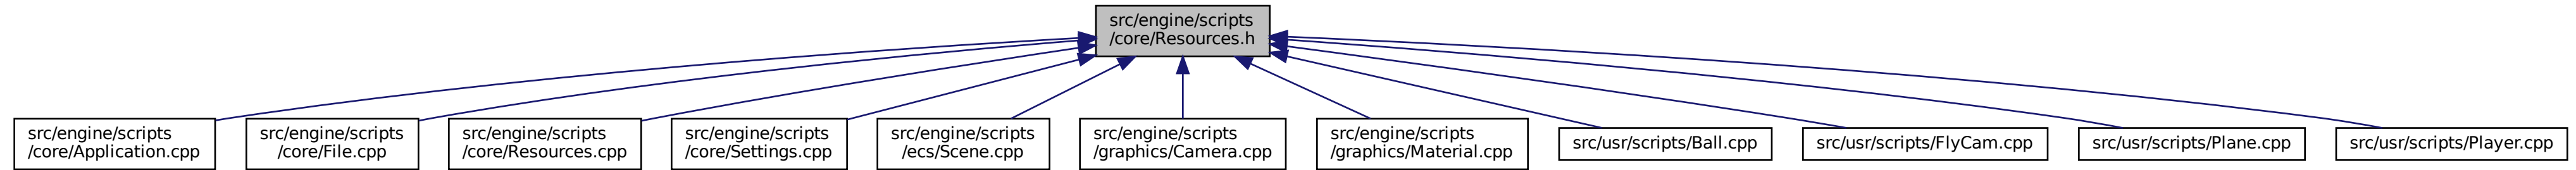 src/engine/scripts
/core/Resources.h
src/engine/scripts
/core/Application.cpp
src/engine/scripts
/core/File.cpp
src/engine/scripts
/core/Resources.cpp
src/engine/scripts
/core/Settings.cpp
src/engine/scripts
/ecs/Scene.cpp
src/engine/scripts
/graphics/Camera.cpp
src/engine/scripts
/graphics/Material.cpp
src/usr/scripts/Ball.cpp
src/usr/scripts/FlyCam.cpp
src/usr/scripts/Plane.cpp
src/usr/scripts/Player.cpp